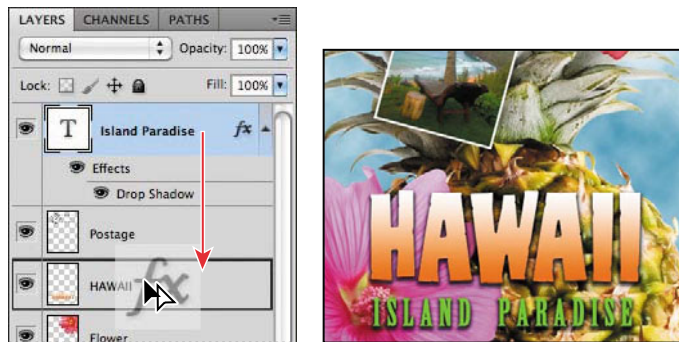 LAYERS CHANNELS PATHS
Normal Opacity: 100%
Lock: Fill: 100%
T Island Paradise fx
Effects
Drop Shadow
Postage
HAWAII fx
Flower
HAWAII
ISLAND PARADISE